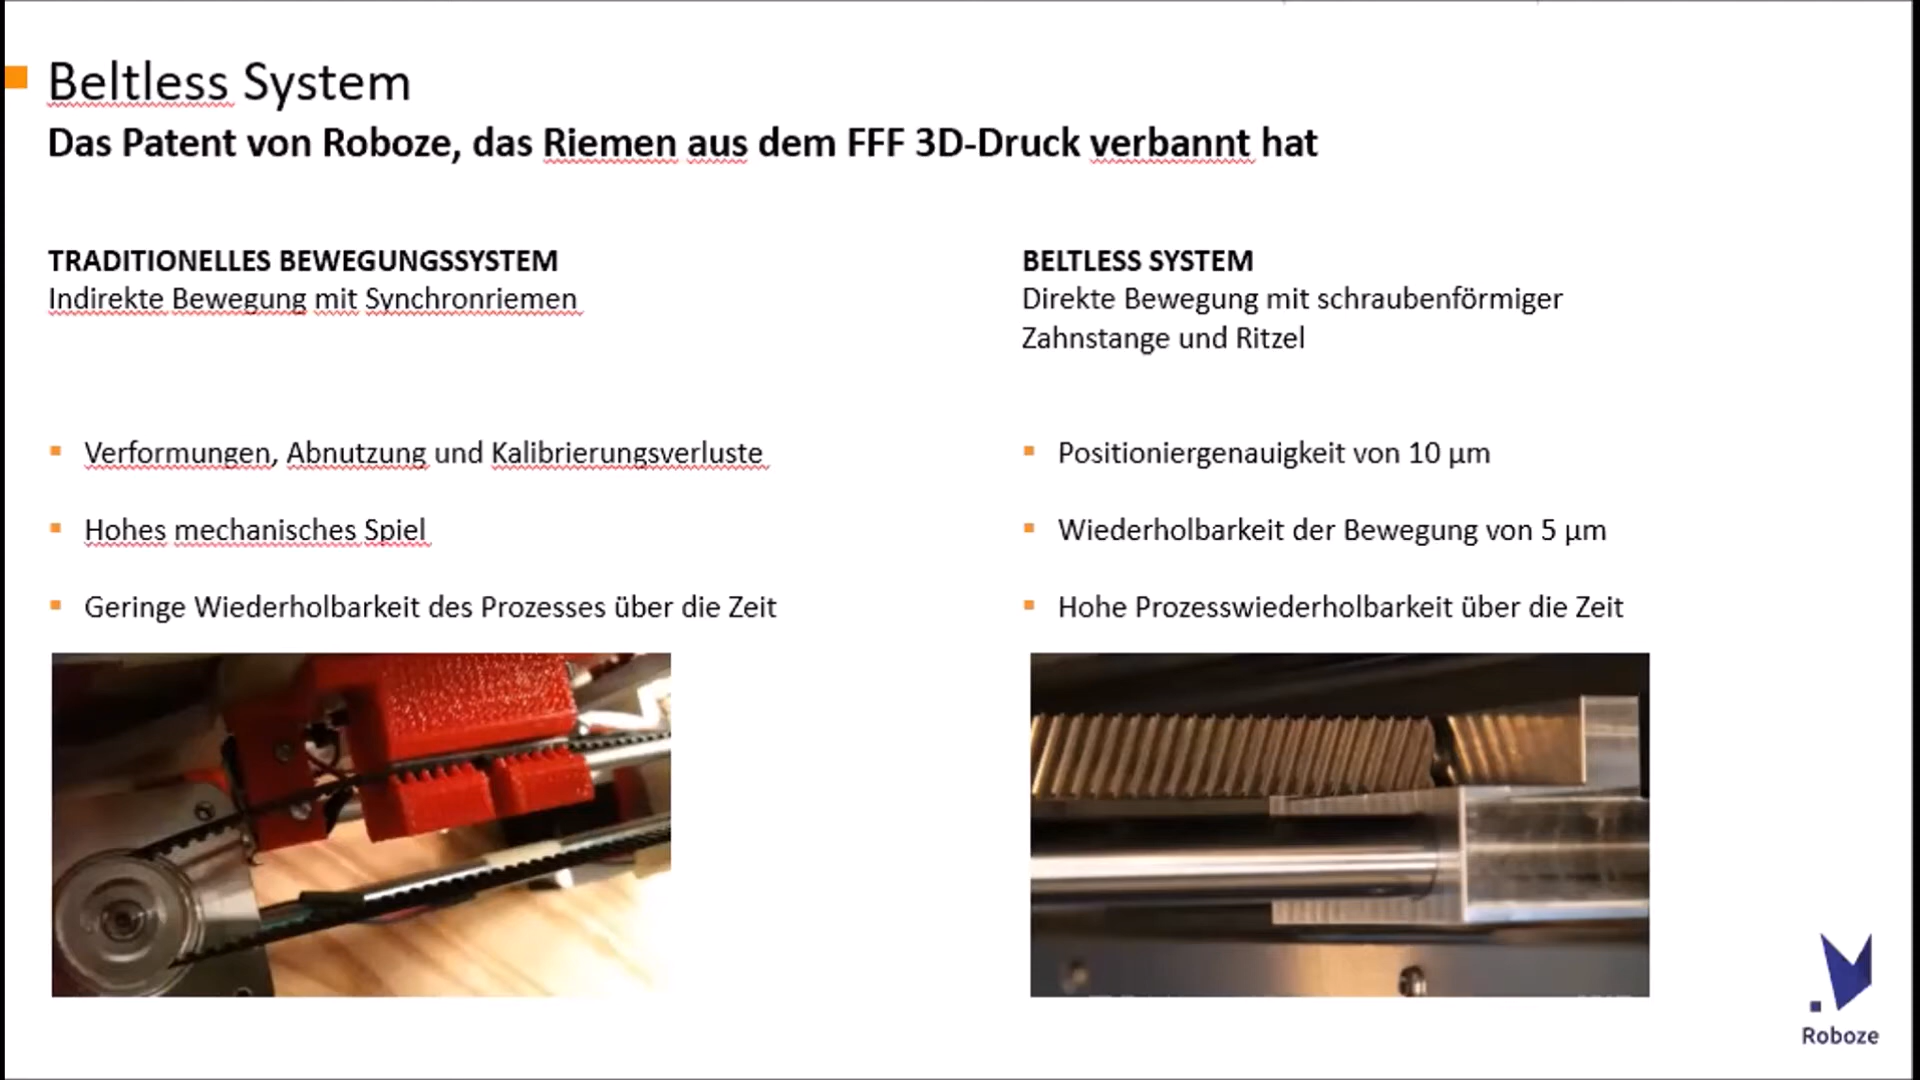 Beltless System
Das Patent von Roboze, das Riemen aus dem FFF 3D-Druck verbannt hat
TRADITIONELLES BEWEGUNGSSYSTEM
Indirekte Bewegung mit Synchronriemen
Verformungen, Abnutzung und Kalibrierungsverluste
Hohes mechanisches Spiel
Geringe Wiederholbarkeit des Prozesses über die Zeit
BELTLESS SYSTEM
Direkte Bewegung mit schraubenförmiger
Zahnstange und Ritzel
Positioniergenauigkeit von 10 µm
Wiederholbarkeit der Bewegung von 5 µm
Hohe Prozesswiederholbarkeit über die Zeit
Roboze